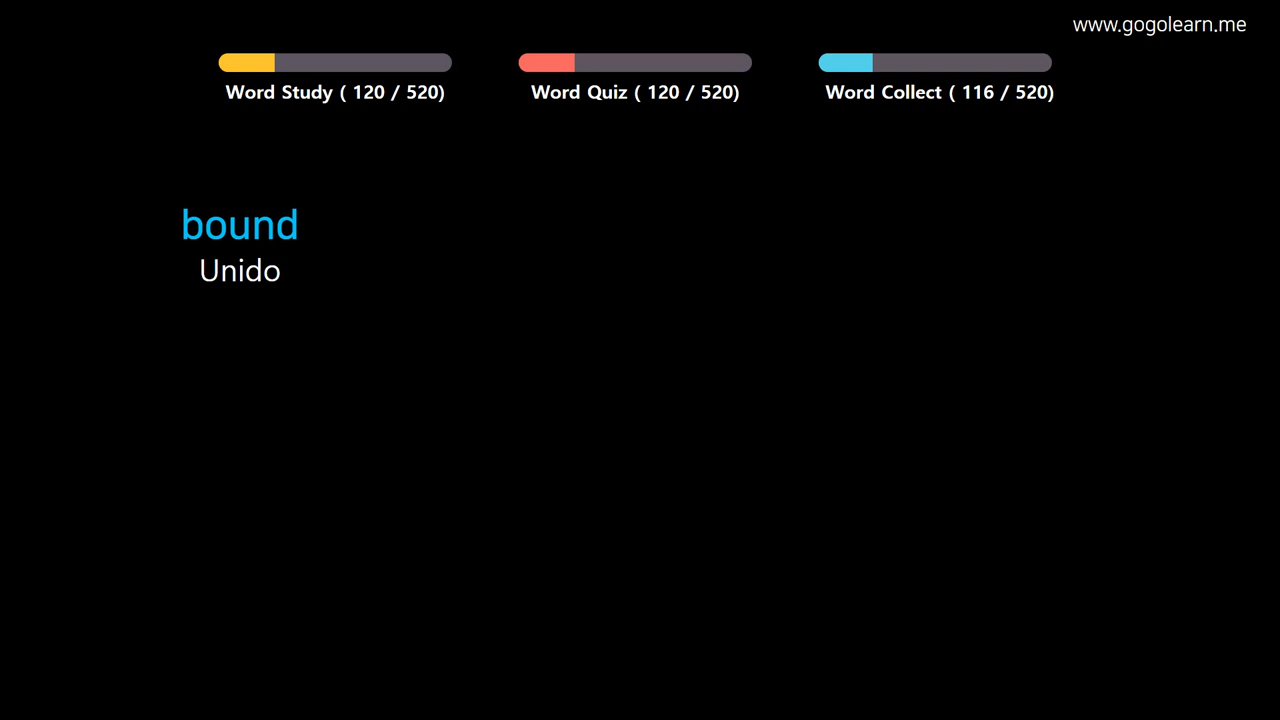 www.gogolearn.me
Word Study ( 120 / 520)
Word Quiz ( 120 / 520)
Word Collect ( 116 / 520)
bound
Unido